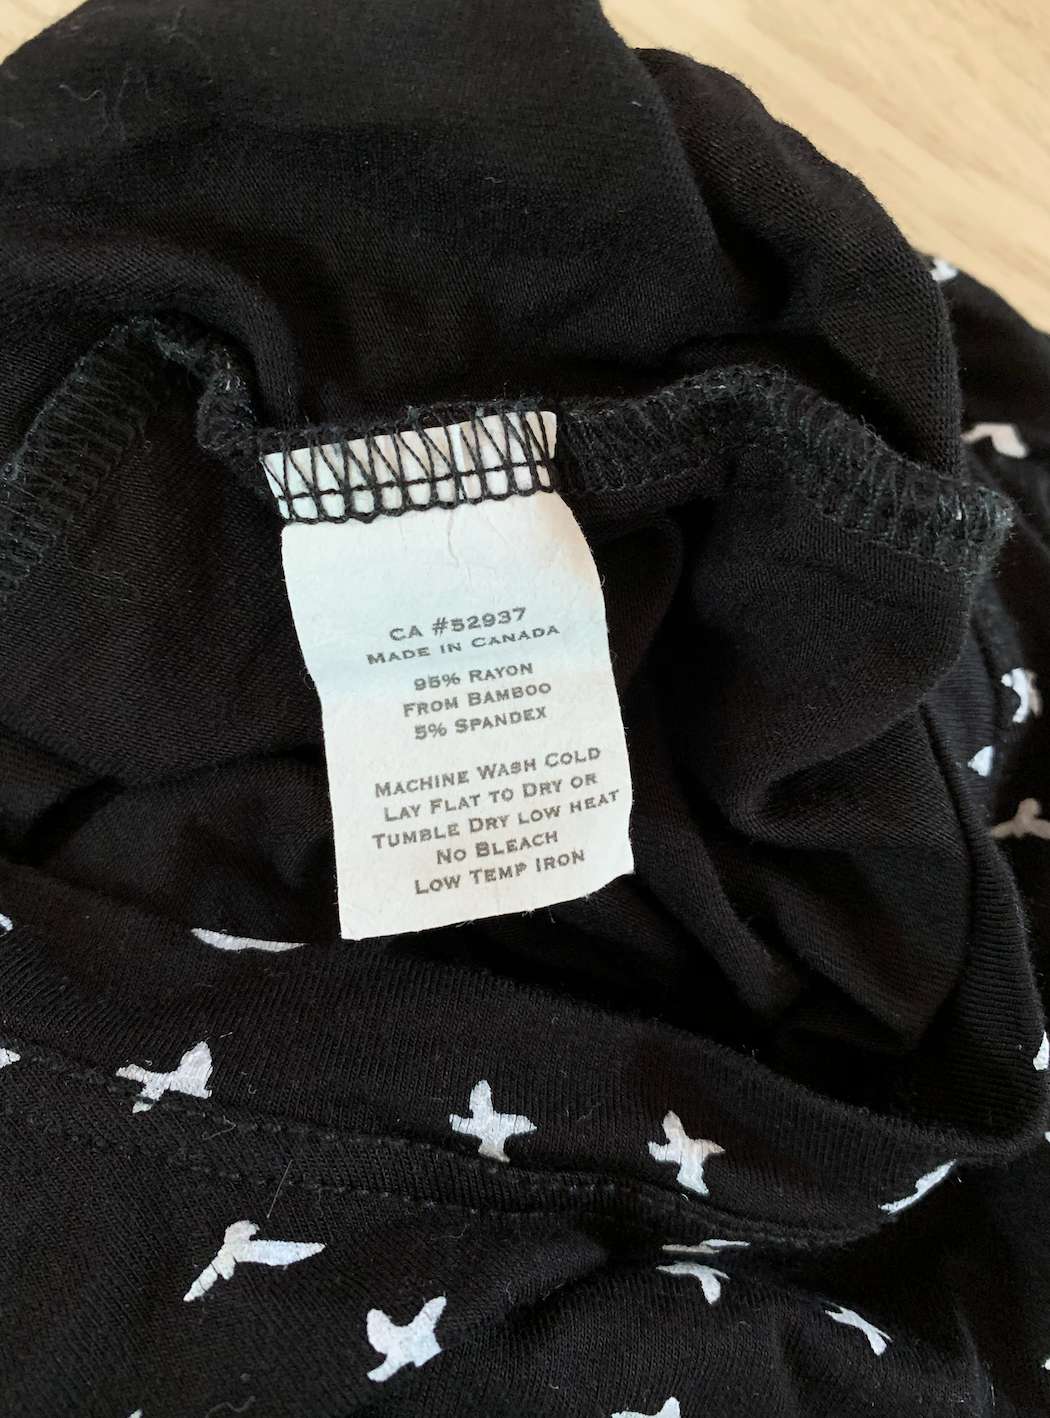 CA #52937
MADE IN CANADA
95% RAYON
FROM BAMBOO
5% SPANDEX
MACHINE WASH COLD
LAY FLAT TO DRY OR
TUMBLE DRY LOW HEAT
NO BLEACH
LOW TEMP IRON